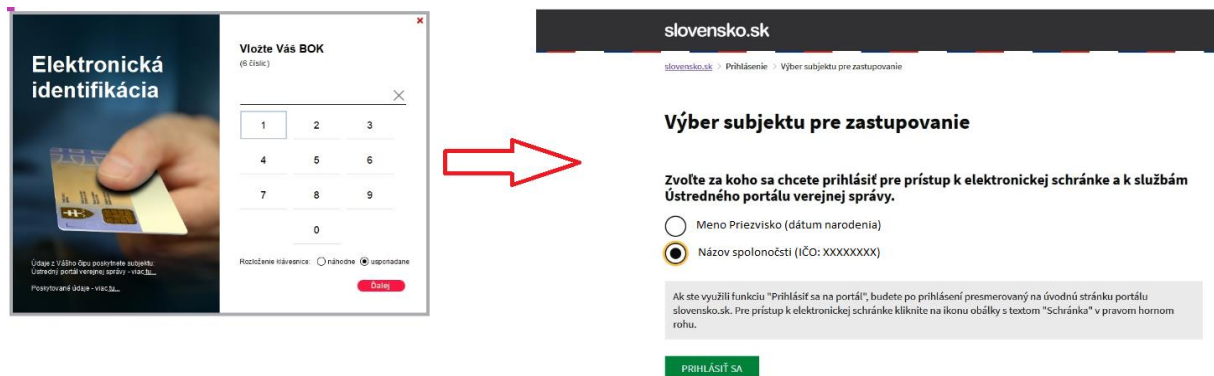 Elektronická
identifikácia
Údaje z Vášho čipu poskytnete subjektu:
Ústredný portál verejnej správy - viac tu...
Poskytované údaje - viac tu...
Vložte Váš BOK
(6 číslic)
1 2 3
4 5 6
7 8 9
0
Rozloženie klávesnice: náhodne usporiadane
Ďalej
slovensko.sk
slovensko.sk > Prihlásenie > Výber subjektu pre zastupovanie
Výber subjektu pre zastupovanie
Zvoľte za koho sa chcete prihlásiť pre prístup k elektronickej schránke a k službám
Ústredného portálu verejnej správy.
Meno Priezvisko (dátum narodenia)
Názov spolonočsti (IČO: XXXXXXXX)
Ak ste využili funkciu "Prihlásiť sa na portál", budete po prihlásení presmerovaný na úvodnú stránku portálu
slovensko.sk. Pre prístup k elektronickej schránke kliknite na ikonu obálky s textom "Schránka" v pravom hornom
rohu.
PRIHLÁSIŤ SA